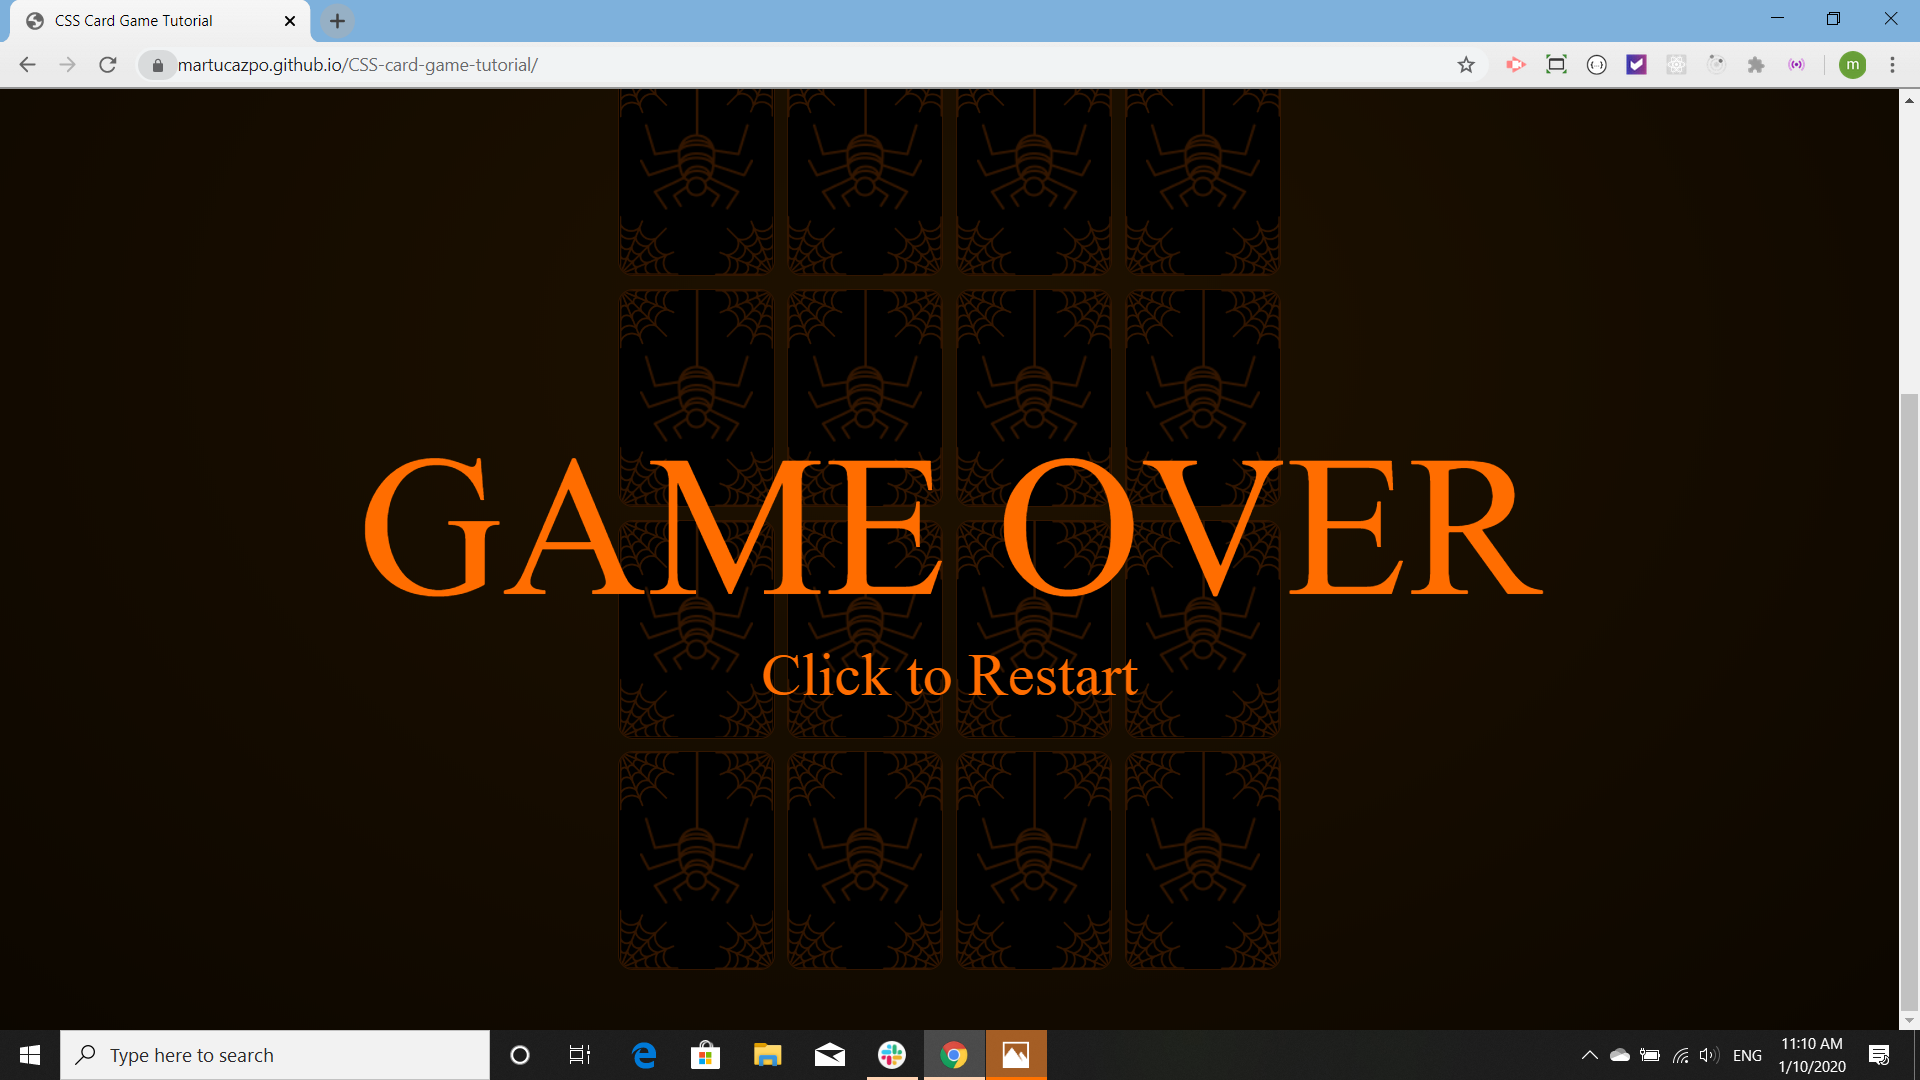 CSS Card Game Tutorial
martucazpo.github.io/CSS-card-game-tutorial/
m
GAME OVER
Click to Restart
Type here to search
ENG
11:10 AM
1/10/2020